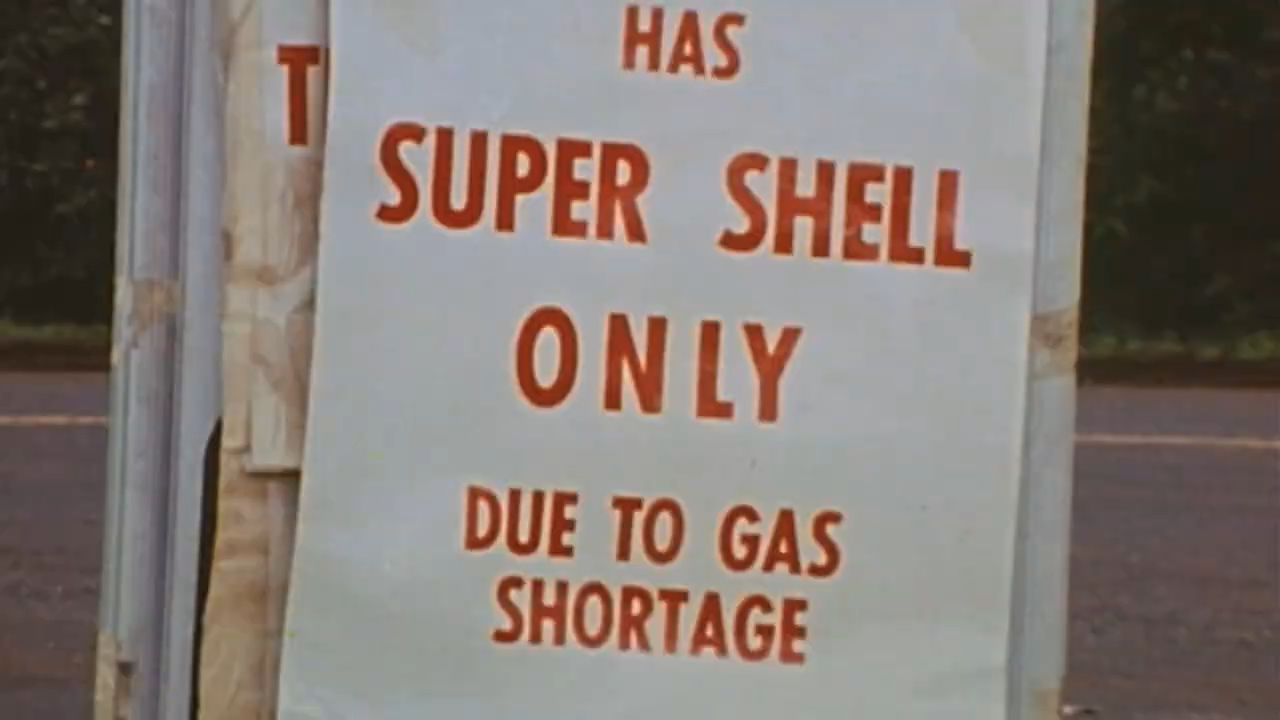 HAS
T
SUPER SHELL
ONLY
DUE TO GAS
SHORTAGE